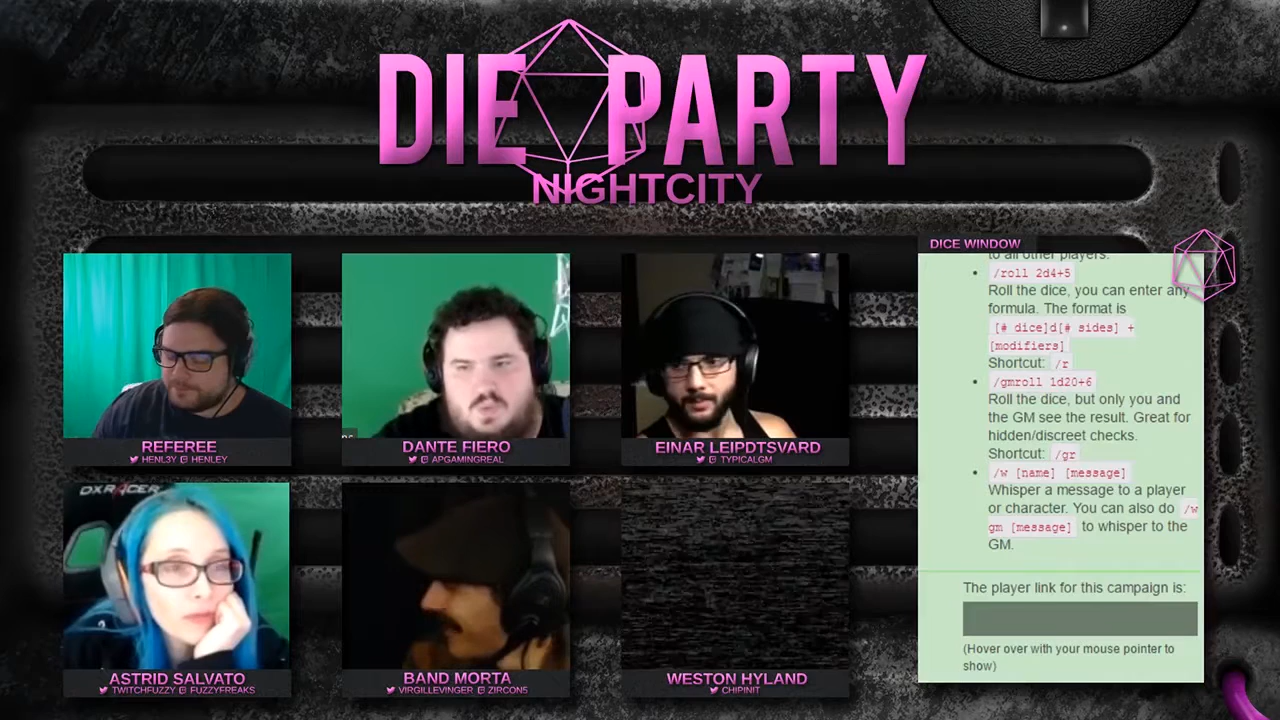 DIE PARTY
NIGHTCITY
DICE WINDOW
to all other players.
/roll 2d4+5
Roll the dice, you can enter any
formula. The format is
[# dice]d[# sides] +
[modifiers]
Shortcut: /r
/gmroll 1d20+6
Roll the dice, but only you and
the GM see the result. Great for
hidden/discreet checks.
Shortcut: /gr
/w [name] [message]
Whisper a message to a player
or character. You can also do /w
gm [message] to whisper to the
GM.
The player link for this campaign is:
(Hover over with your mouse pointer to
show)
REFEREE
HENL3Y HENLEY
DANTE FIERO
APGAMINGREAL
EINAR LEIPDTSVARD
TYPICALGM
DXRACER
ASTRID SALVATO
TWITCHFUZZY FUZZYFREAKS
BAND MORTA
VIRGILLEVINGER ZIRCON5
WESTON HYLAND
CHIPINIT